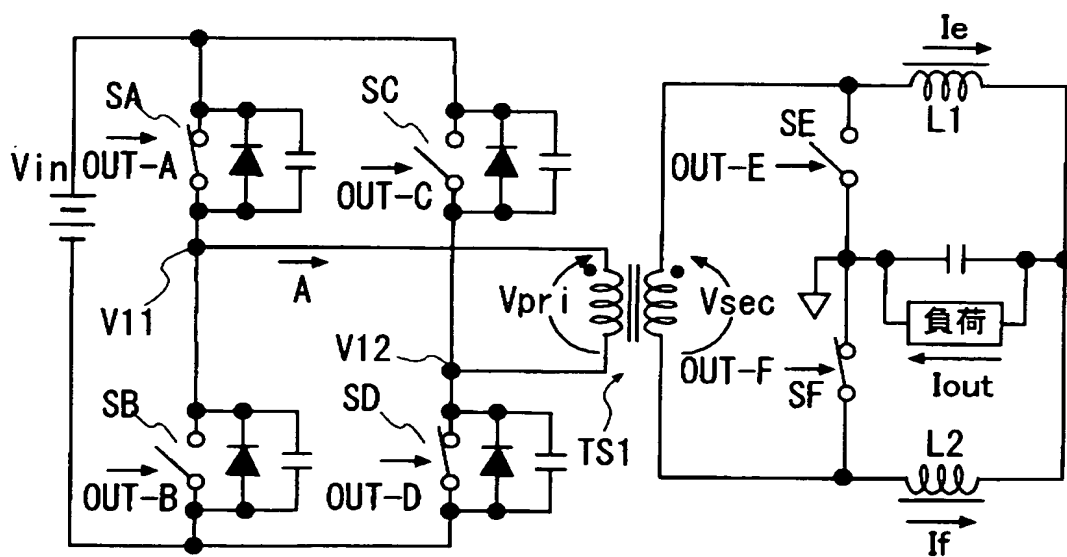 Ie
L1
SA
SC
SE
Vin
OUT-A
OUT-C
OUT-E
A
V11
Vpri
Vsec
負荷
V12
OUT-F
SF
Iout
SB
SD
TS1
L2
OUT-B
OUT-D
If